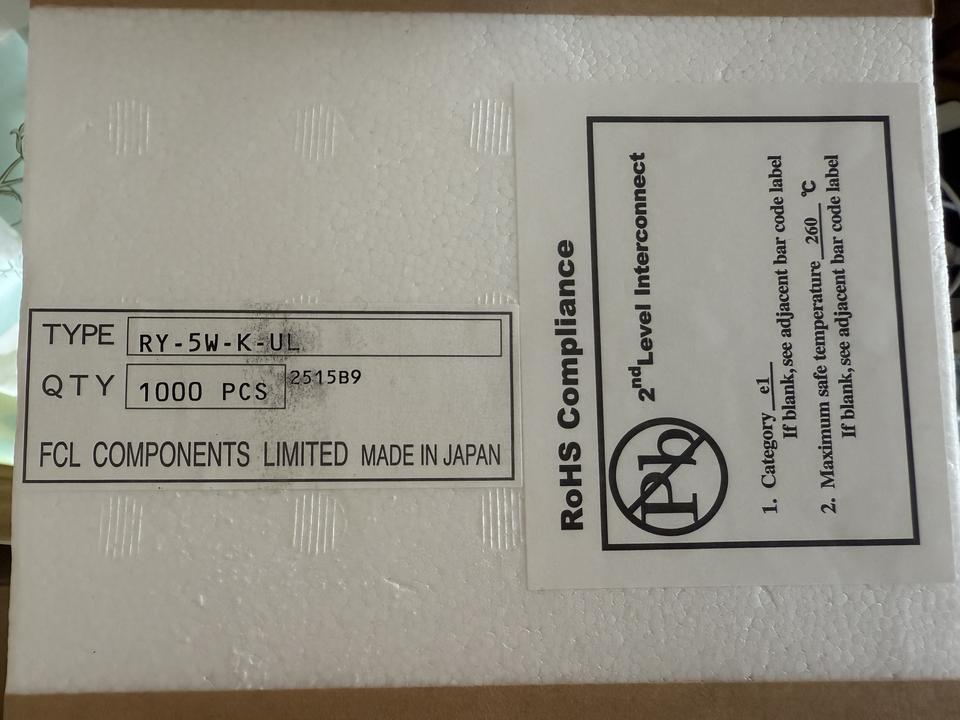 TYPE RY-5W-K-UL
QTY 1000 PCS 2515B9
FCL COMPONENTS LIMITED MADE IN JAPAN
RoHS Compliance
Pb
2nd Level Interconnect
1. Category e1
If blank,see adjacent bar code label
2. Maximum safe temperature 260 ℃
If blank,see adjacent bar code label